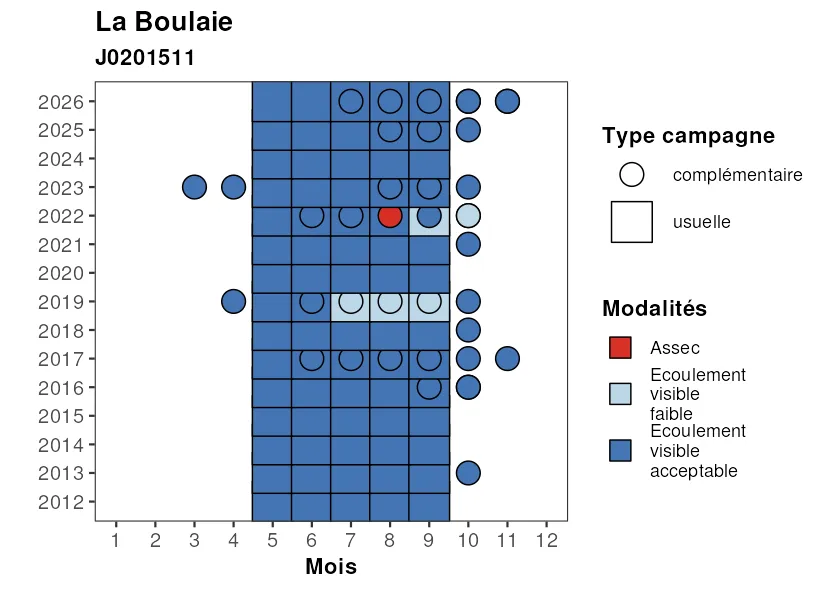 La Boulaie
J0201511
2026
2025
2024
2023
2022
2021
2020
2019
2018
2017
2016
2015
2014
2013
2012
1 2 3 4 5 6 7 8 9 10 11 12
Mois
Type campagne
complémentaire
usuelle
Modalités
Assec
Ecoulement
visible
faible
Ecoulement
visible
acceptable